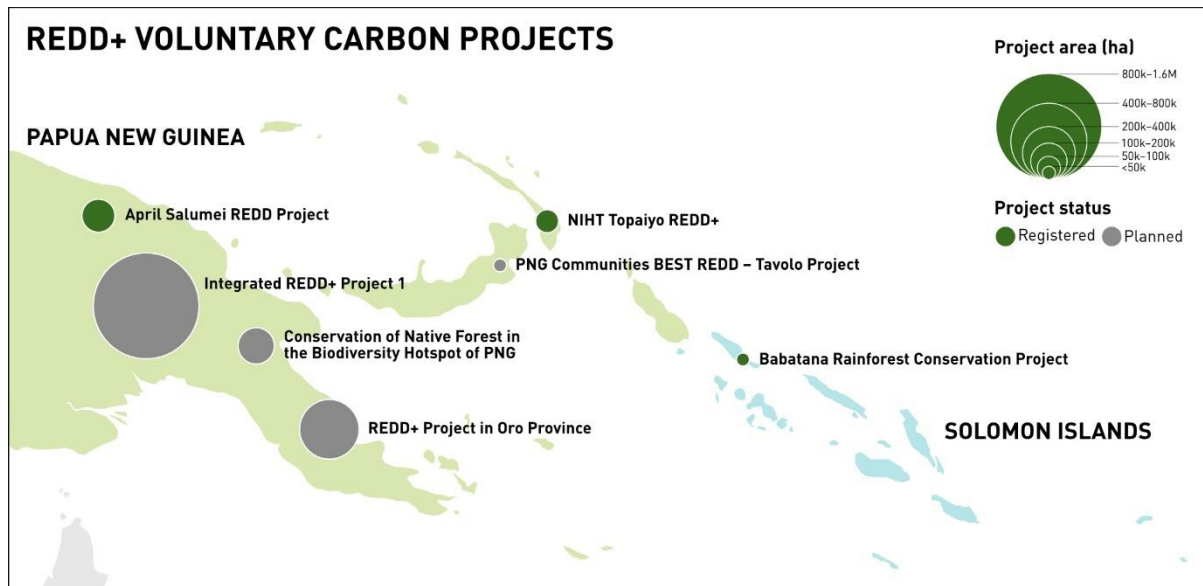 REDD+ VOLUNTARY CARBON PROJECTS
Project area (ha)
800k–1.6M
400k–800k
200k–400k
100k–200k
50k–100k
<50k
Project status
Registered
Planned
PAPUA NEW GUINEA
April Salumei REDD Project
NIHT Topaiyo REDD+
PNG Communities BEST REDD – Tavolo Project
Integrated REDD+ Project 1
Conservation of Native Forest in
the Biodiversity Hotspot of PNG
Babatana Rainforest Conservation Project
REDD+ Project in Oro Province
SOLOMON ISLANDS